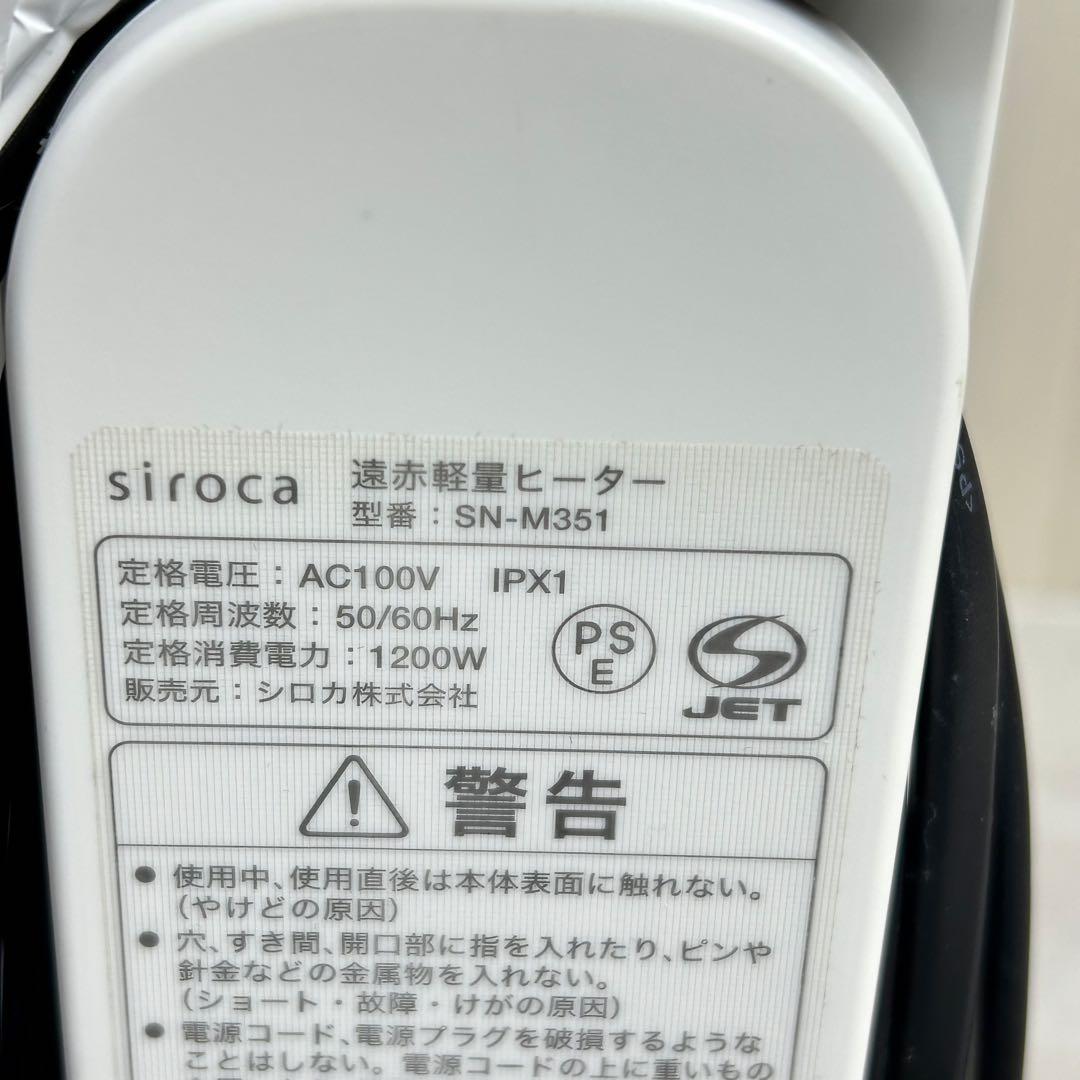 siroca 遠赤軽量ヒーター
型番：SN-M351
定格電圧：AC100V IPX1
定格周波数：50/60Hz
定格消費電力：1200W
販売元：シロカ株式会社
PSE
JET
警告
● 使用中、使用直後は本体表面に触れない。
(やけどの原因)
● 穴、すき間、開口部に指を入れたり、ピンや
針金などの金属物を入れない。
(ショート・故障・けがの原因)
● 電源コード、電源プラグを破損するような
ことはしない。電源コードの上に重いもの